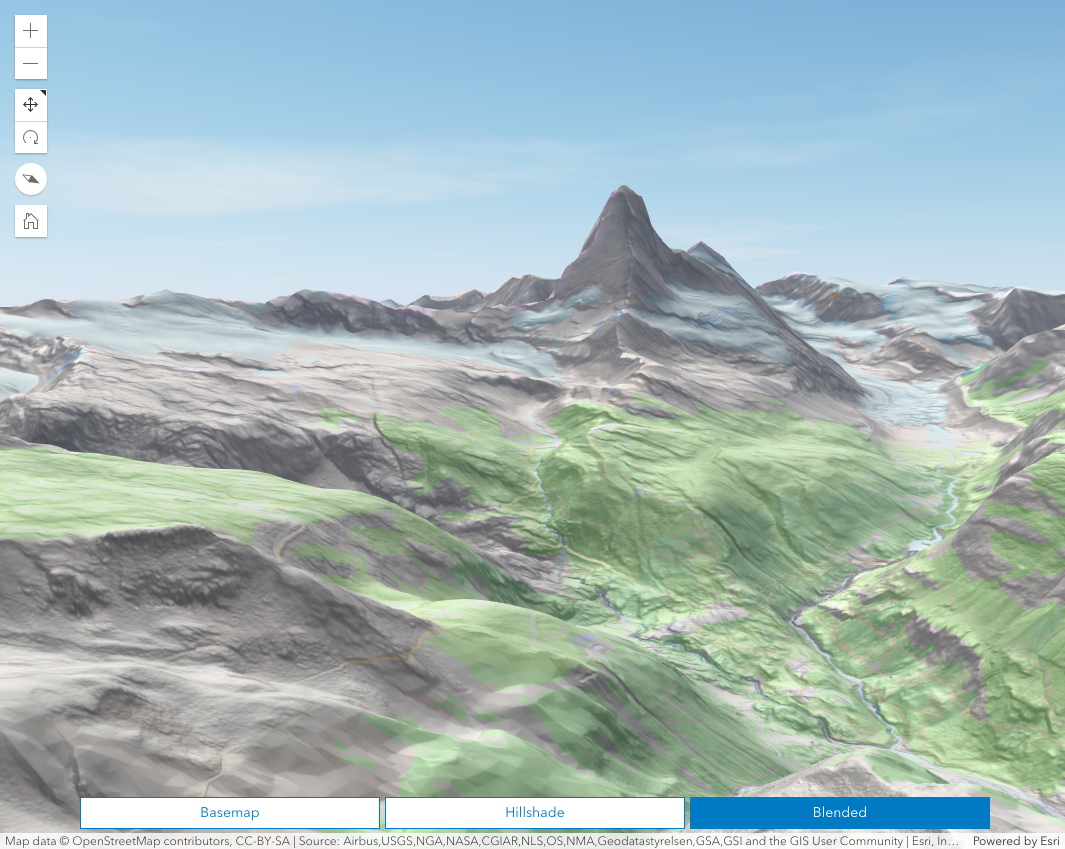 Basemap
Hillshade
Blended
Map data © OpenStreetMap contributors, CC-BY-SA | Source: Airbus,USGS,NGA,NASA,CGIAR,NLS,OS,NMA,Geodatastyrelsen,GSA,GSI and the GIS User Community | Esri, In... Powered by Esri